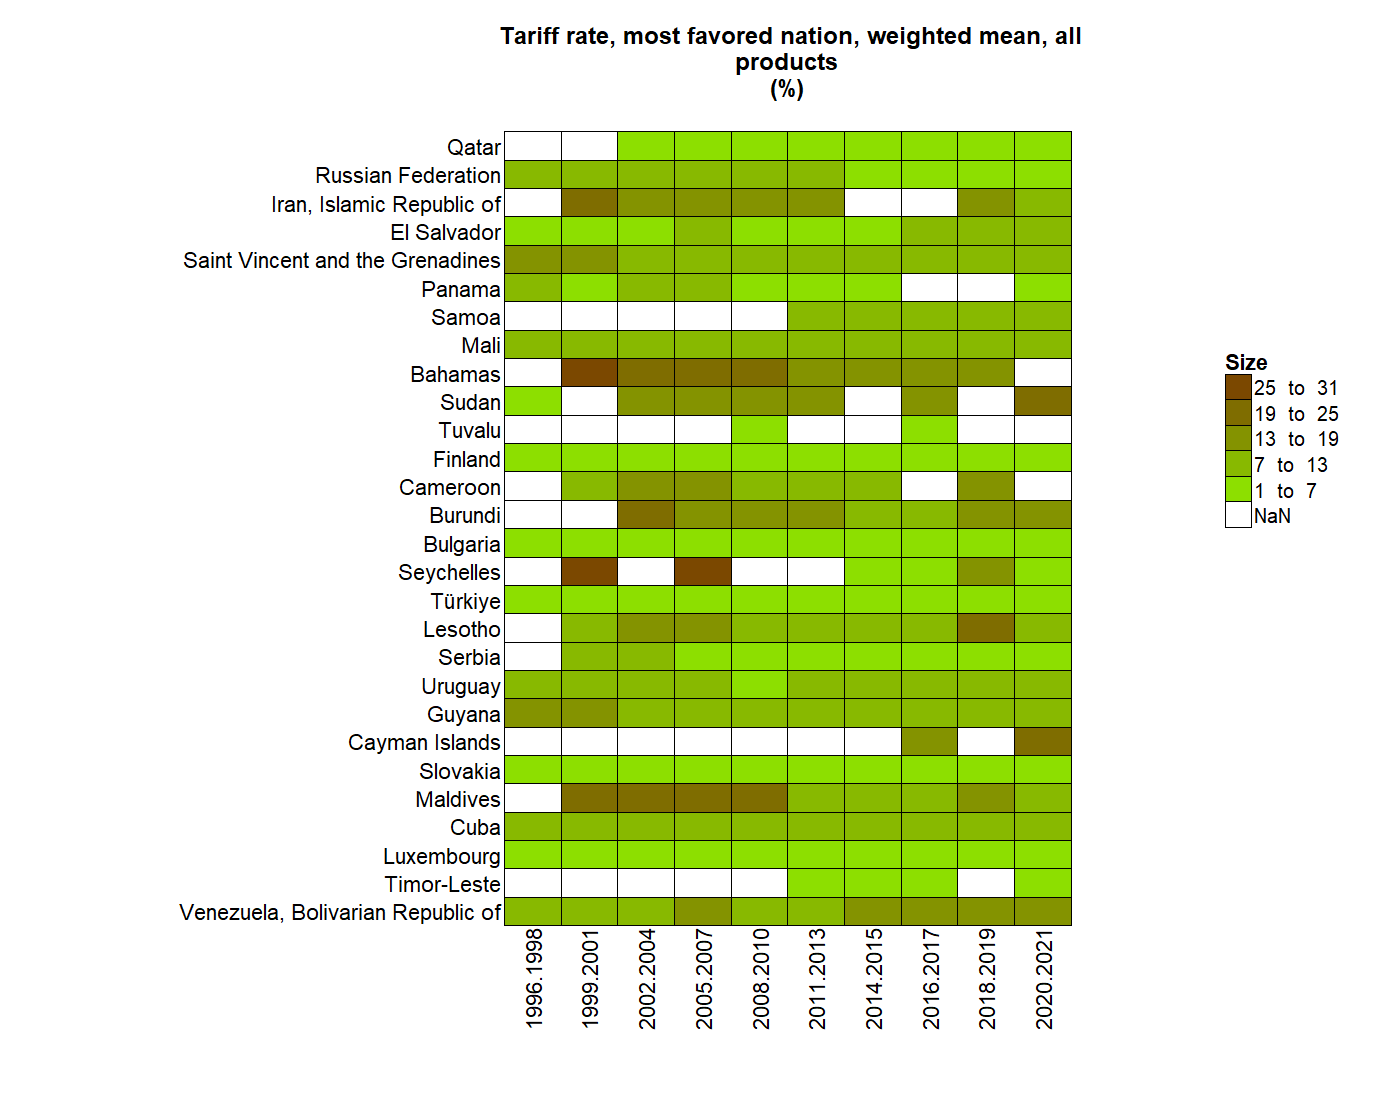 Tariff rate, most favored nation, weighted mean, all
products
(%)
Qatar
Russian Federation
Iran, Islamic Republic of
El Salvador
Saint Vincent and the Grenadines
Panama
Samoa
Mali
Bahamas
Sudan
Tuvalu
Finland
Cameroon
Burundi
Bulgaria
Seychelles
Türkiye
Lesotho
Serbia
Uruguay
Guyana
Cayman Islands
Slovakia
Maldives
Cuba
Luxembourg
Timor-Leste
Venezuela, Bolivarian Republic of
1996.1998
1999.2001
2002.2004
2005.2007
2008.2010
2011.2013
2014.2015
2016.2017
2018.2019
2020.2021
Size
25 to 31
19 to 25
13 to 19
7 to 13
1 to 7
NaN